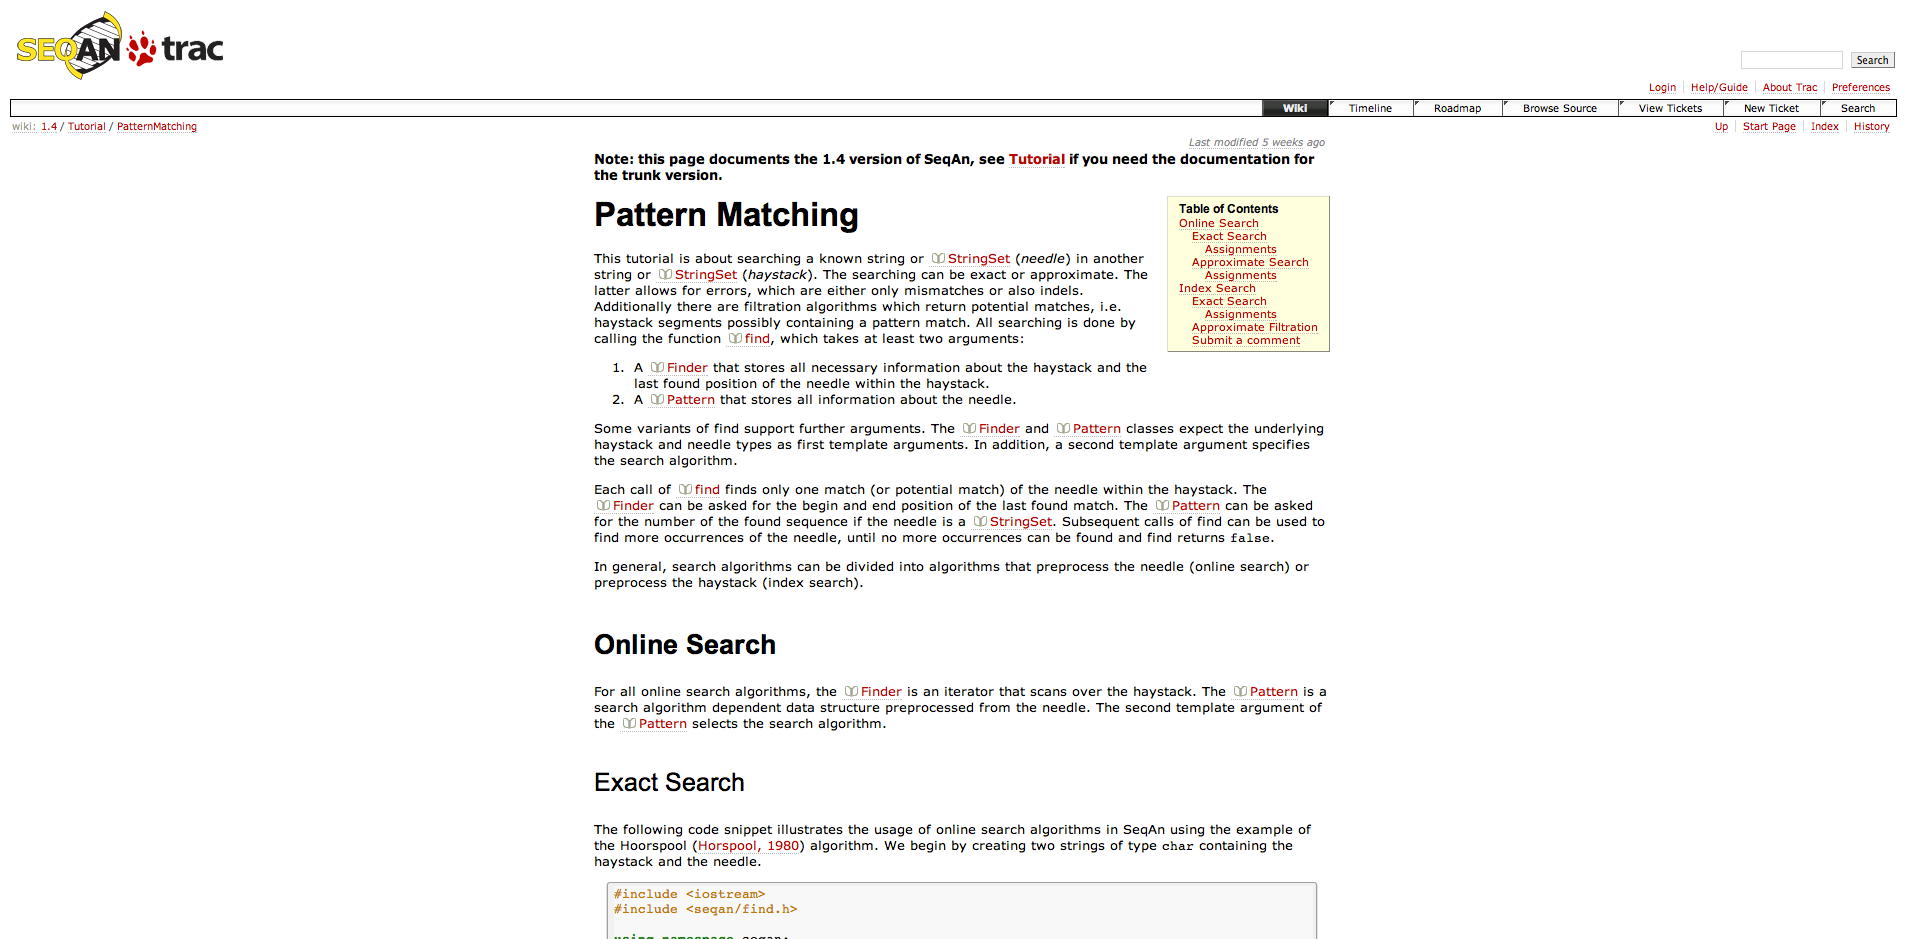 SEQAN trac
Search
Login Help/Guide About Trac Preferences
Wiki Timeline Roadmap Browse Source View Tickets New Ticket Search
wiki: 1.4 / Tutorial / PatternMatching
Up Start Page Index History
Last modified 5 weeks ago
Note: this page documents the 1.4 version of SeqAn, see Tutorial if you need the documentation for
the trunk version.
Pattern Matching
Table of Contents
Online Search
Exact Search
Assignments
Approximate Search
Assignments
Index Search
Exact Search
Assignments
Approximate Filtration
Submit a comment
This tutorial is about searching a known string or StringSet (needle) in another
string or StringSet (haystack). The searching can be exact or approximate. The
latter allows for errors, which are either only mismatches or also indels.
Additionally there are filtration algorithms which return potential matches, i.e.
haystack segments possibly containing a pattern match. All searching is done by
calling the function find, which takes at least two arguments:
1. A Finder that stores all necessary information about the haystack and the
last found position of the needle within the haystack.
2. A Pattern that stores all information about the needle.
Some variants of find support further arguments. The Finder and Pattern classes expect the underlying
haystack and needle types as first template arguments. In addition, a second template argument specifies
the search algorithm.
Each call of find finds only one match (or potential match) of the needle within the haystack. The
Finder can be asked for the begin and end position of the last found match. The Pattern can be asked
for the number of the found sequence if the needle is a StringSet. Subsequent calls of find can be used to
find more occurrences of the needle, until no more occurrences can be found and find returns false.
In general, search algorithms can be divided into algorithms that preprocess the needle (online search) or
preprocess the haystack (index search).
Online Search
For all online search algorithms, the Finder is an iterator that scans over the haystack. The Pattern is a
search algorithm dependent data structure preprocessed from the needle. The second template argument of
the Pattern selects the search algorithm.
Exact Search
The following code snippet illustrates the usage of online search algorithms in SeqAn using the example of
the Hoorspool (Horspool, 1980) algorithm. We begin by creating two strings of type char containing the
haystack and the needle.
#include <iostream>
#include <seqan/find.h>
using namespace seqan;